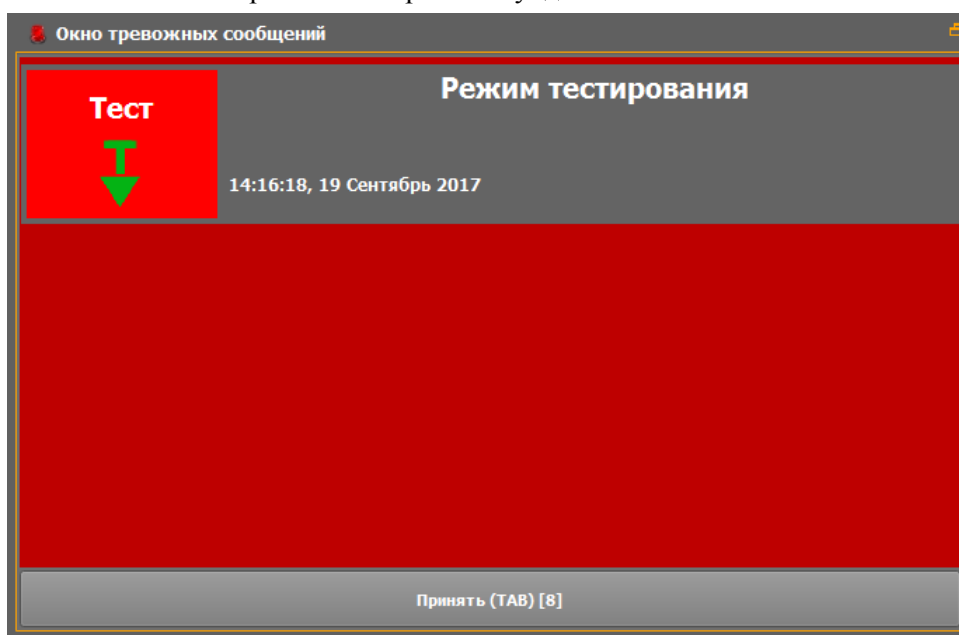 Окно тревожных сообщений
Тест
Режим тестирования
14:16:18, 19 Сентябрь 2017
Принять (TAB) [8]